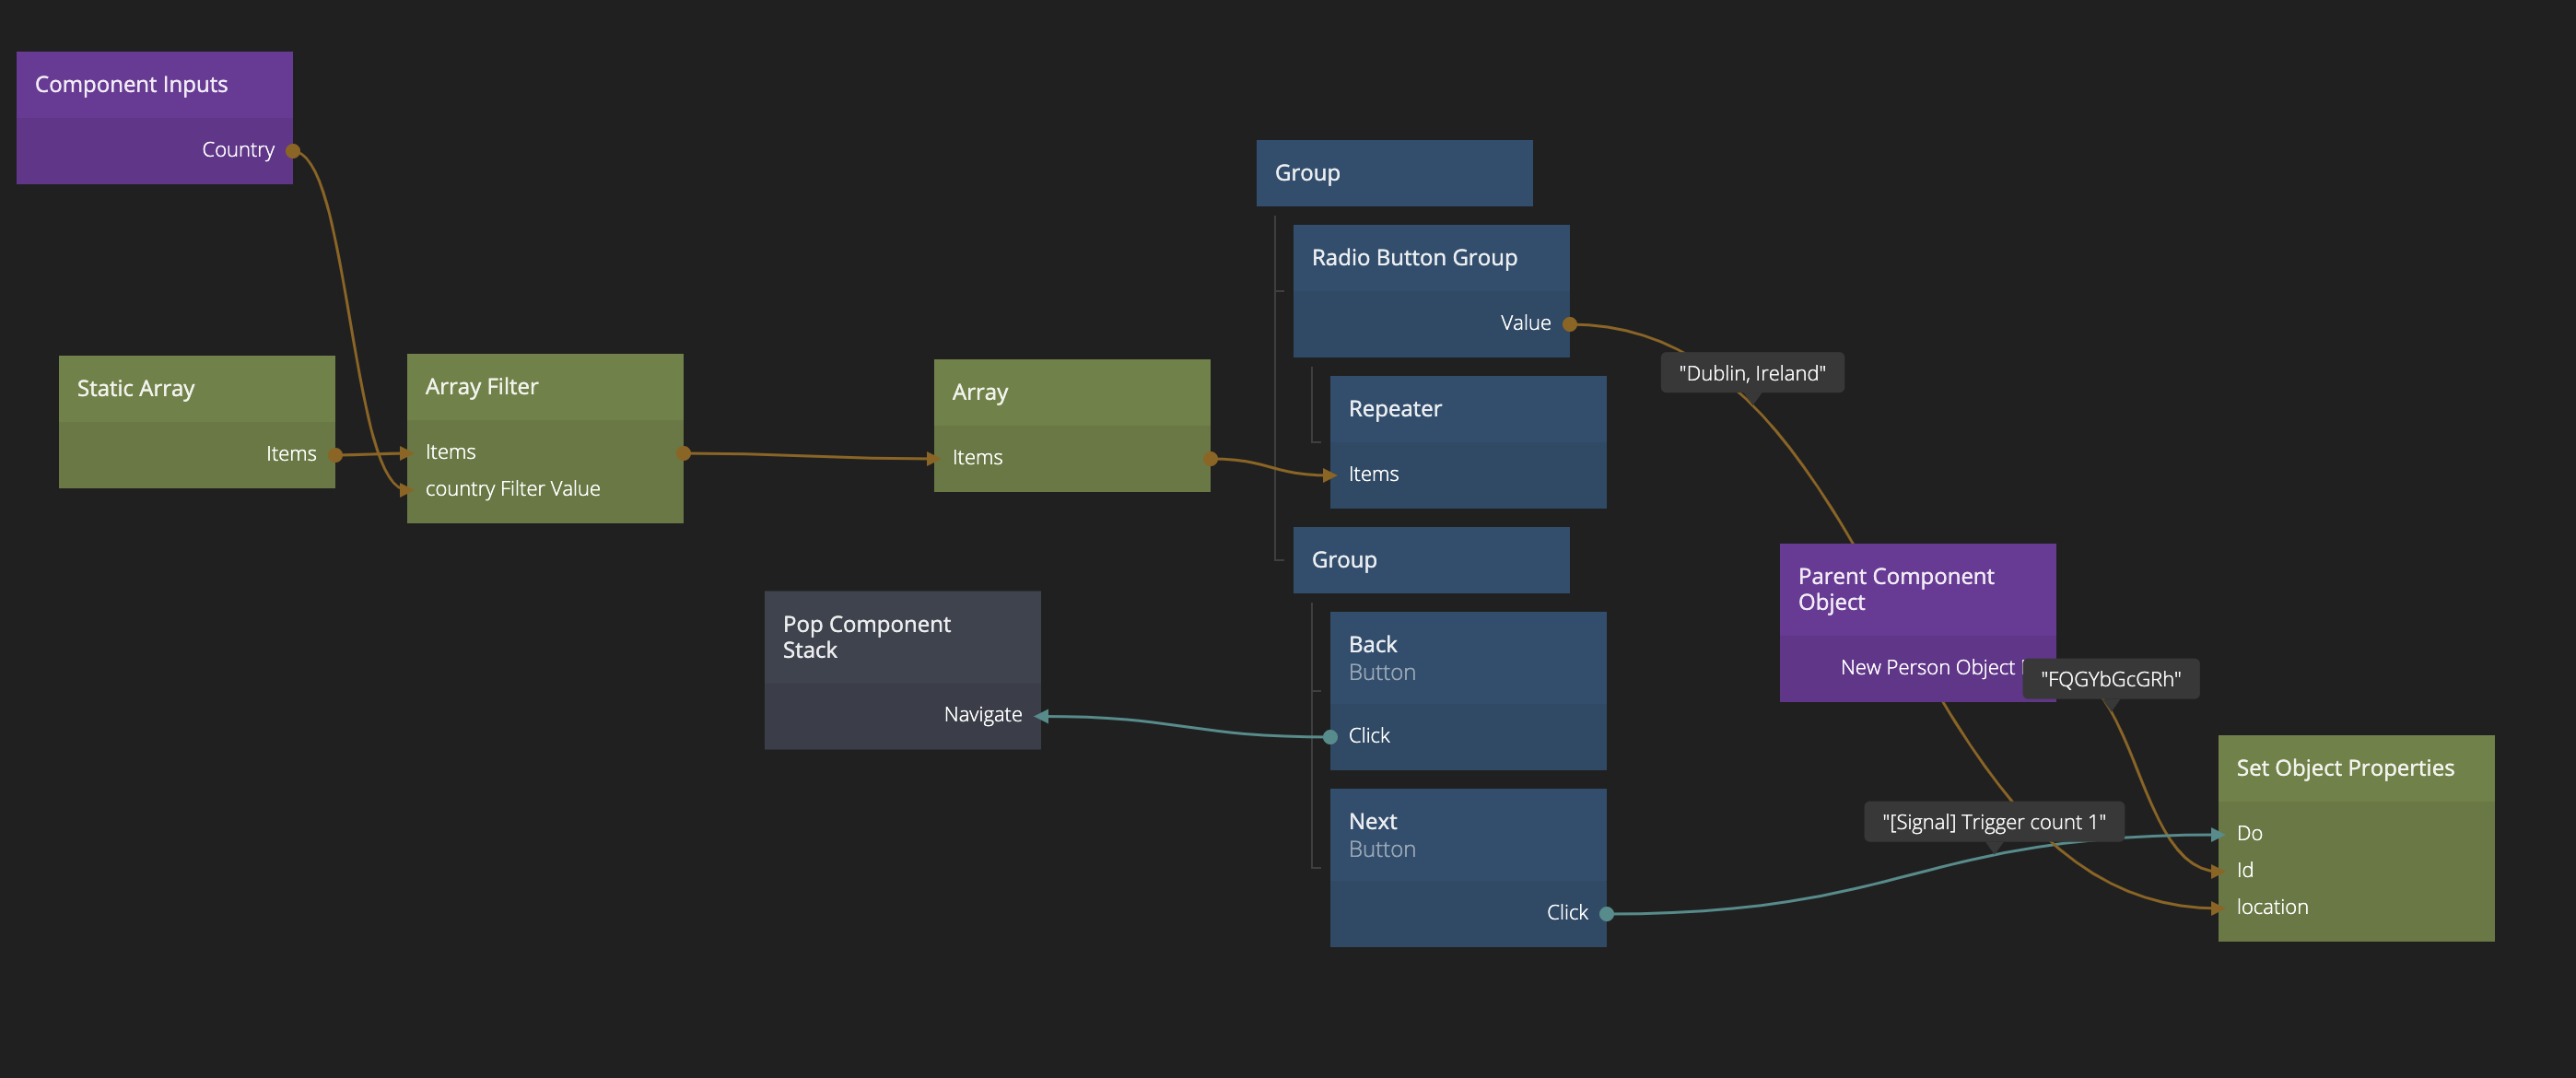 Component Inputs
Country
Static Array
Items
Array Filter
Items
country Filter Value
Array
Items
Group
Radio Button Group
Value
Repeater
Items
Group
Back
Button
Click
Next
Button
Click
Pop Component
Stack
Navigate
"Dublin, Ireland"
Parent Component
Object
New Person Object
"FQGYbGcGRh"
"[Signal] Trigger count 1"
Set Object Properties
Do
Id
location